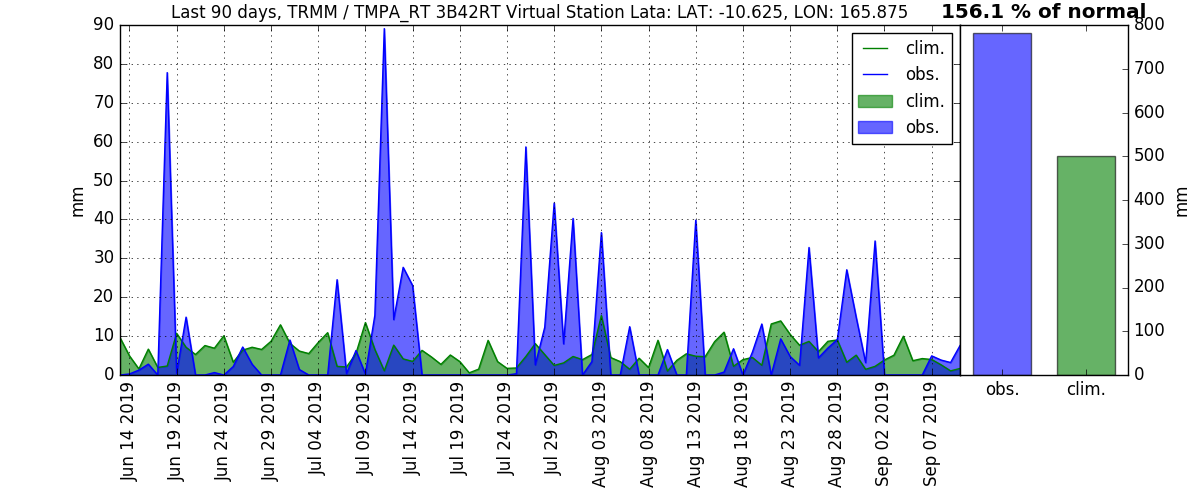 Last 90 days, TRMM / TMPA_RT 3B42RT Virtual Station Lata: LAT: -10.625, LON: 165.875
156.1 % of normal
mm
90
80
70
60
50
40
30
20
10
0
clim.
obs.
clim.
obs.
Jun 14 2019
Jun 19 2019
Jun 24 2019
Jun 29 2019
Jul 04 2019
Jul 09 2019
Jul 14 2019
Jul 19 2019
Jul 24 2019
Jul 29 2019
Aug 03 2019
Aug 08 2019
Aug 13 2019
Aug 18 2019
Aug 23 2019
Aug 28 2019
Sep 02 2019
Sep 07 2019
800
700
600
500
400
300
200
100
0
mm
obs.
clim.